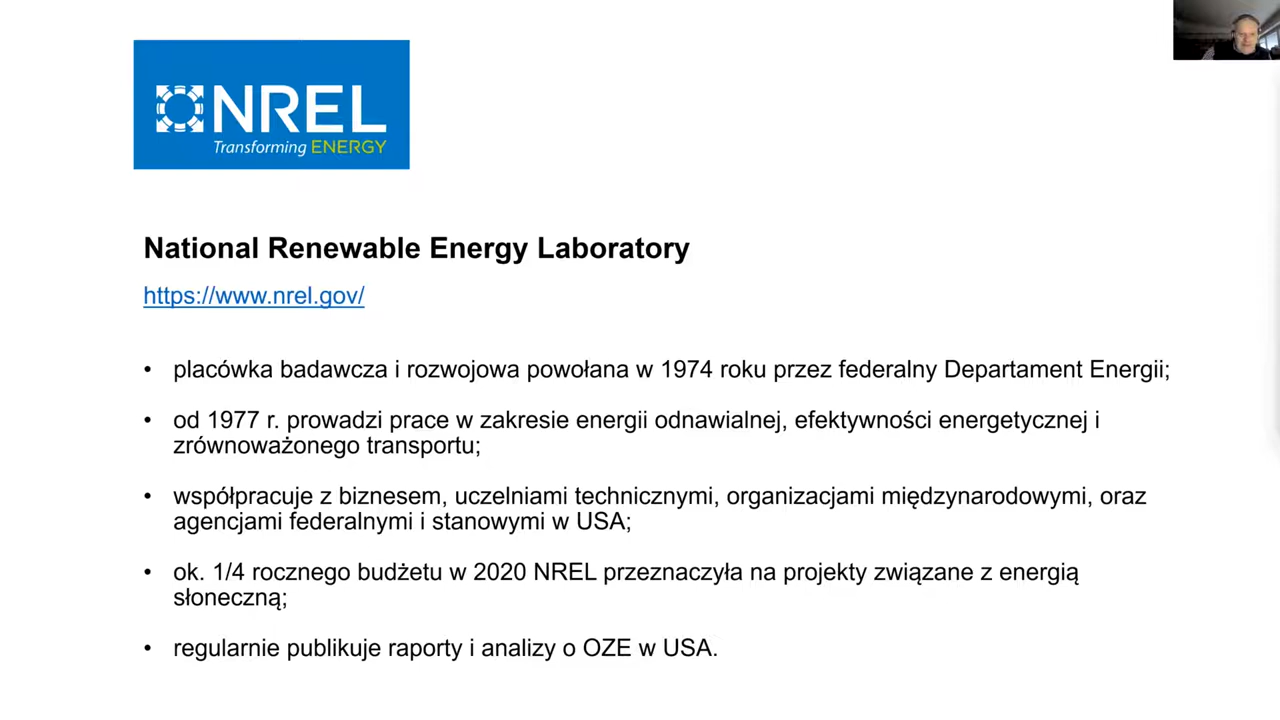 NREL
Transforming ENERGY
National Renewable Energy Laboratory
https://www.nrel.gov/
• placówka badawcza i rozwojowa powołana w 1974 roku przez federalny Departament Energii;
• od 1977 r. prowadzi prace w zakresie energii odnawialnej, efektywności energetycznej i
zrównoważonego transportu;
• współpracuje z biznesem, uczelniami technicznymi, organizacjami międzynarodowymi, oraz
agencjami federalnymi i stanowymi w USA;
• ok. 1/4 rocznego budżetu w 2020 NREL przeznaczyła na projekty związane z energią
słoneczną;
• regularnie publikuje raporty i analizy o OZE w USA.